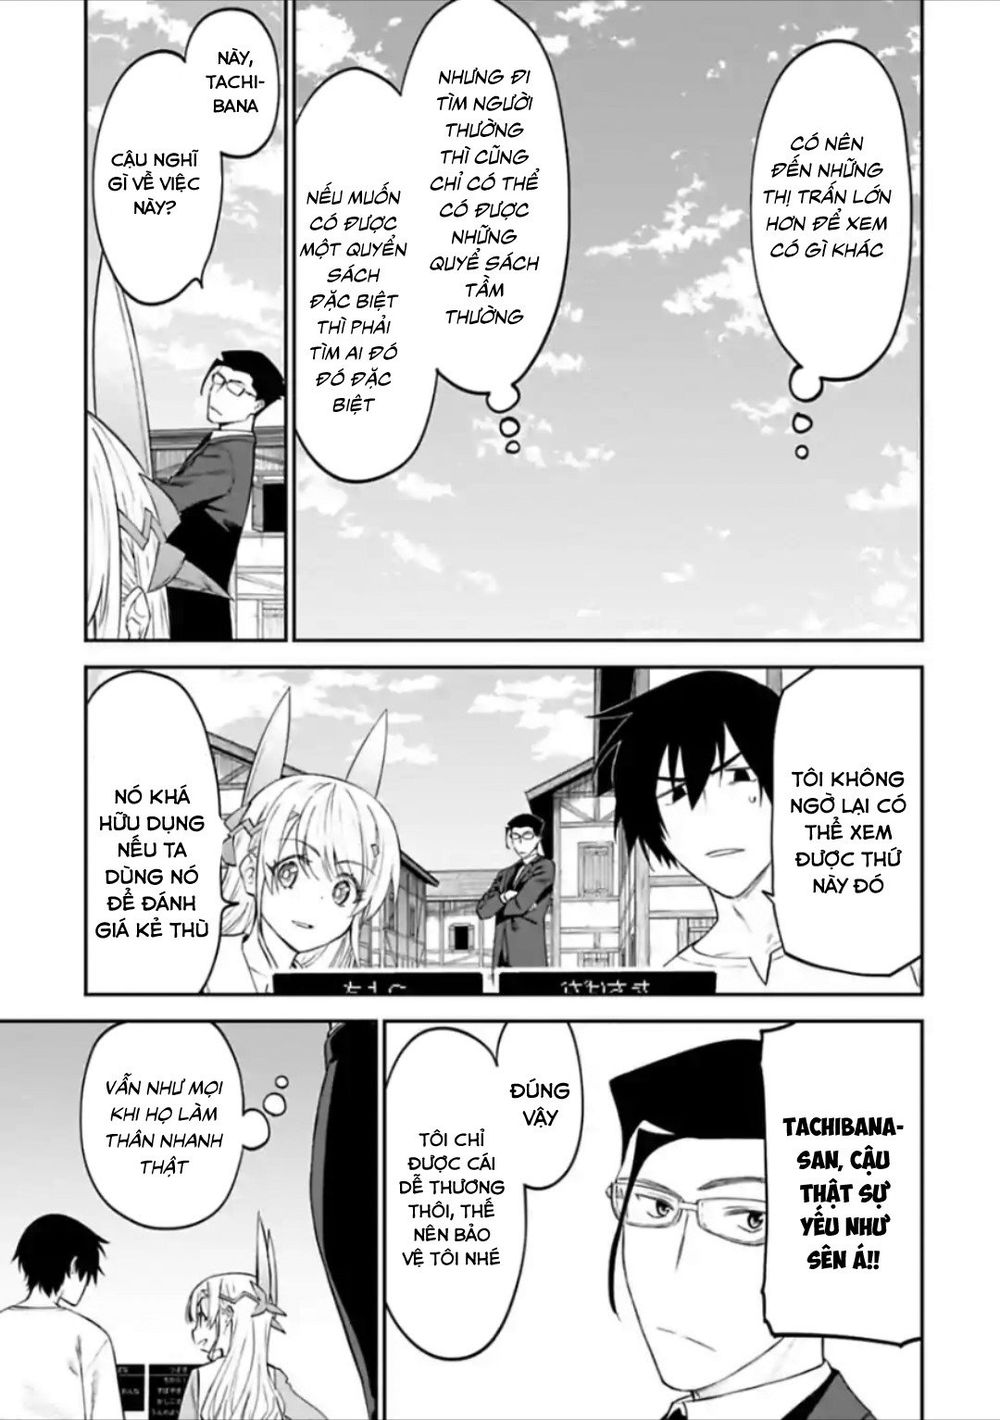 CÓ NÊN
ĐẾN NHỮNG
THỊ TRẤN LỚN
HƠN ĐỂ XEM
CÓ GÌ KHÁC
NHƯNG ĐI
TÌM NGƯỜI
THƯỜNG
THÌ CŨNG
CHỈ CÓ THỂ
CÓ ĐƯỢC
NHỮNG
QUYỂ SÁCH
TẦM
THƯỜNG
NẾU MUỐN
CÓ ĐƯỢC
MỘT QUYỂN
SÁCH
ĐẶC BIỆT
THÌ PHẢI
TÌM AI ĐÓ
ĐÓ ĐẶC
BIỆT
NÀY,
TACHI-
BANA
CẬU NGHĨ
GÌ VỀ VIỆC
NÀY?
TÔI KHÔNG
NGỜ LẠI CÓ
THỂ XEM
ĐƯỢC THỨ
NÀY ĐÓ
NÓ KHÁ
HỮU DỤNG
NẾU TA
DÙNG NÓ
ĐỂ ĐÁNH
GIÁ KẺ THÙ
TACHIBANA-
SAN, CẬU
THẬT SỰ
YẾU NHƯ
SÊN Á!!
ĐÚNG
VẬY
TÔI CHỈ
ĐƯỢC CÁI
DỄ THƯƠNG
THÔI, THẾ
NÊN BẢO
VỆ TÔI NHÉ
VẪN NHƯ MỌI
KHI HỌ LÀM
THÂN NHANH
THẬT